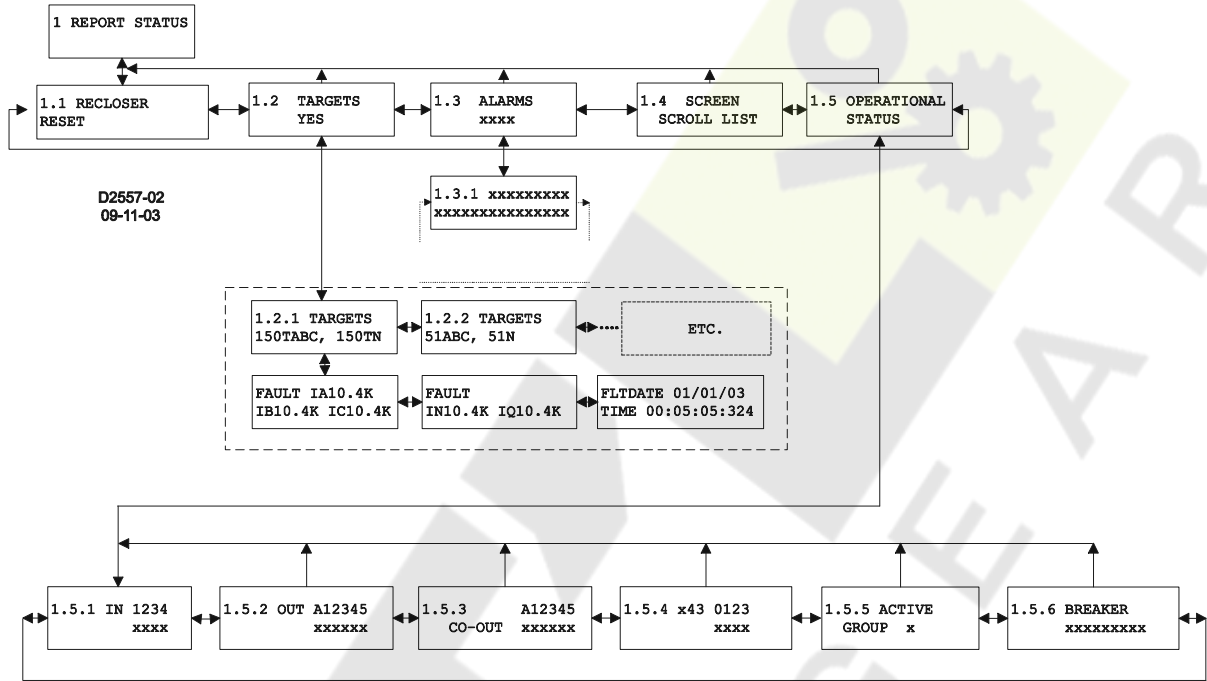 1 REPORT STATUS
1.1 RECLOSER
RESET
1.2 TARGETS
YES
1.3 ALARMS
xxxx
1.4 SCREEN
SCROLL LIST
1.5 OPERATIONAL
STATUS
D2557-02
09-11-03
1.3.1 xxxxxxxxx
xxxxxxxxxxxxxxx
1.2.1 TARGETS
150TABC, 150TN
1.2.2 TARGETS
51ABC, 51N
ETC.
FAULT IA10.4K
IB10.4K IC10.4K
FAULT
IN10.4K IQ10.4K
FLTDATE 01/01/03
TIME 00:05:05:324
1.5.1 IN 1234
xxxx
1.5.2 OUT A12345
xxxxxx
1.5.3 A12345
CO-OUT xxxxxx
1.5.4 x43 0123
xxxx
1.5.5 ACTIVE
GROUP x
1.5.6 BREAKER
xxxxxxxxx